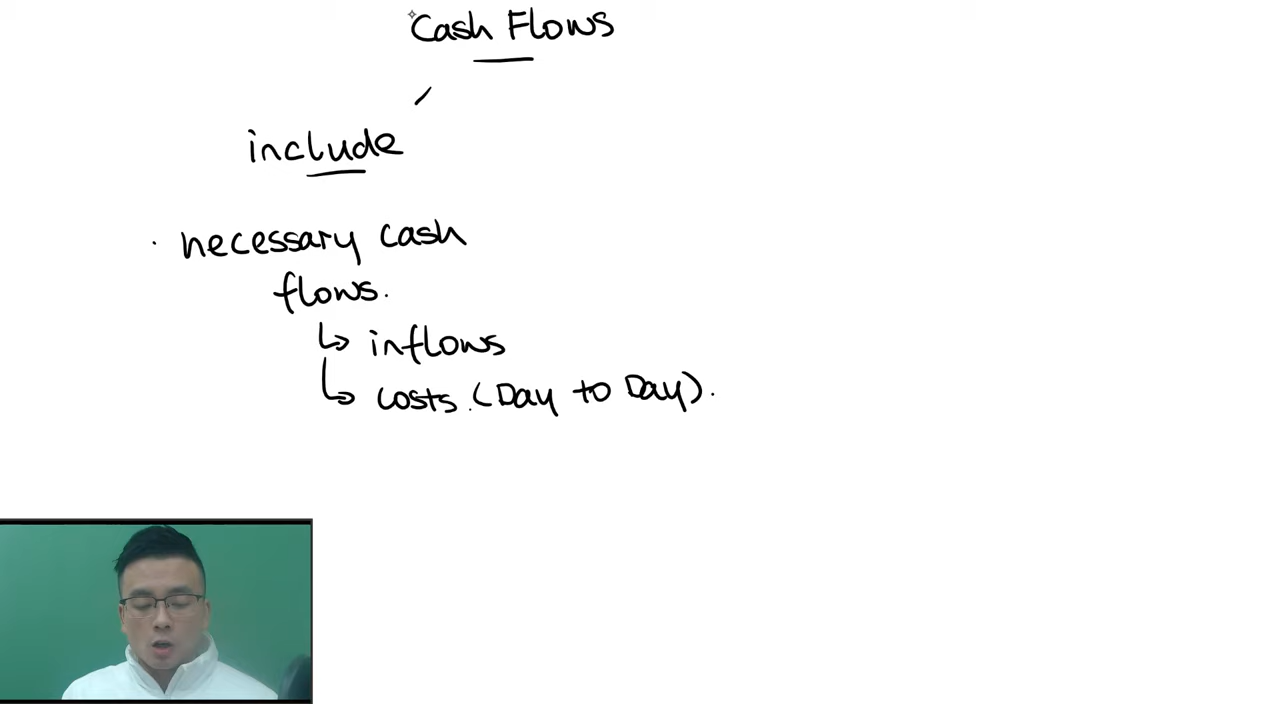 Cash Flows
include
· necessary cash
flows.
↳ inflows
↳ costs. (Day to Day).